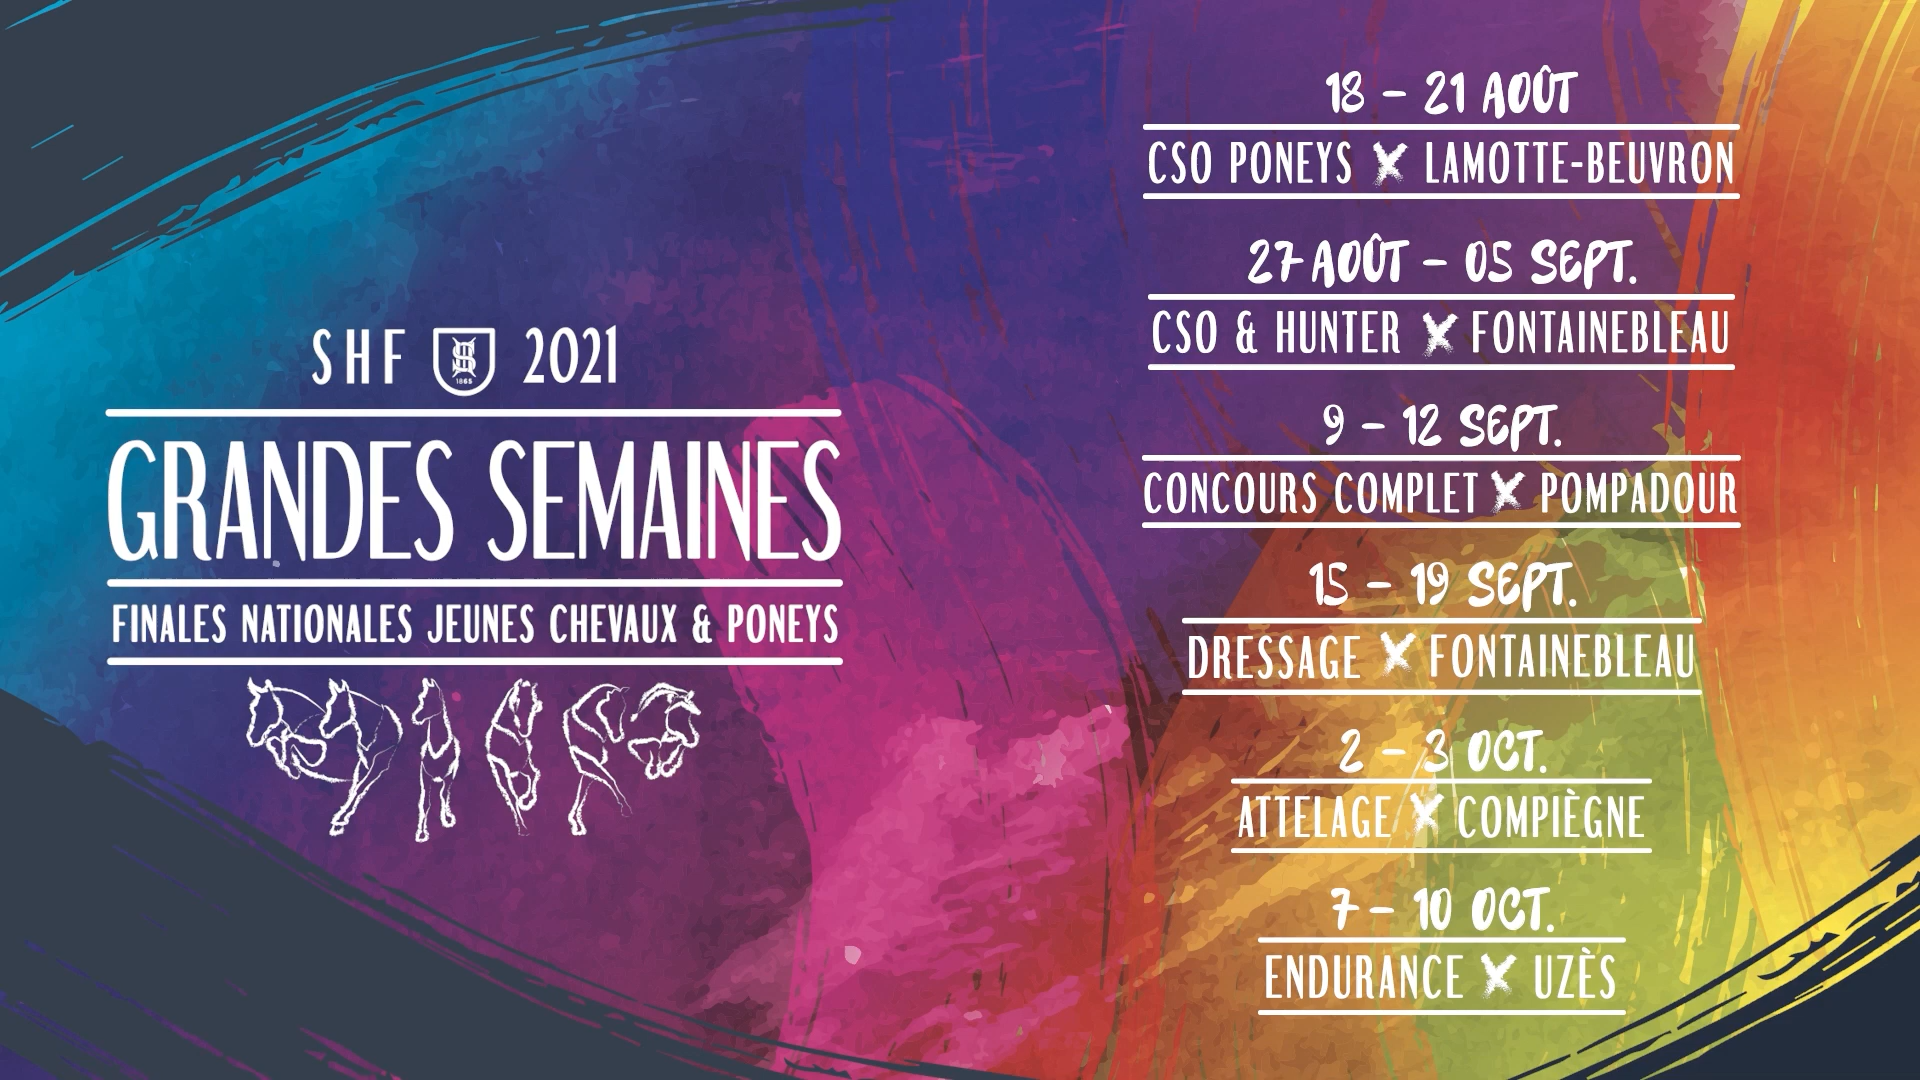 SHF 1865 2021
GRANDES SEMAINES
FINALES NATIONALES JEUNES CHEVAUX & PONEYS
18 – 21 AOÛT
CSO PONEYS X LAMOTTE-BEUVRON
27 AOÛT – 05 SEPT.
CSO & HUNTER X FONTAINEBLEAU
9 – 12 SEPT.
CONCOURS COMPLET X POMPADOUR
15 – 19 SEPT.
DRESSAGE X FONTAINEBLEAU
2 – 3 OCT.
ATTELAGE X COMPIÈGNE
7 – 10 OCT.
ENDURANCE X UZÈS